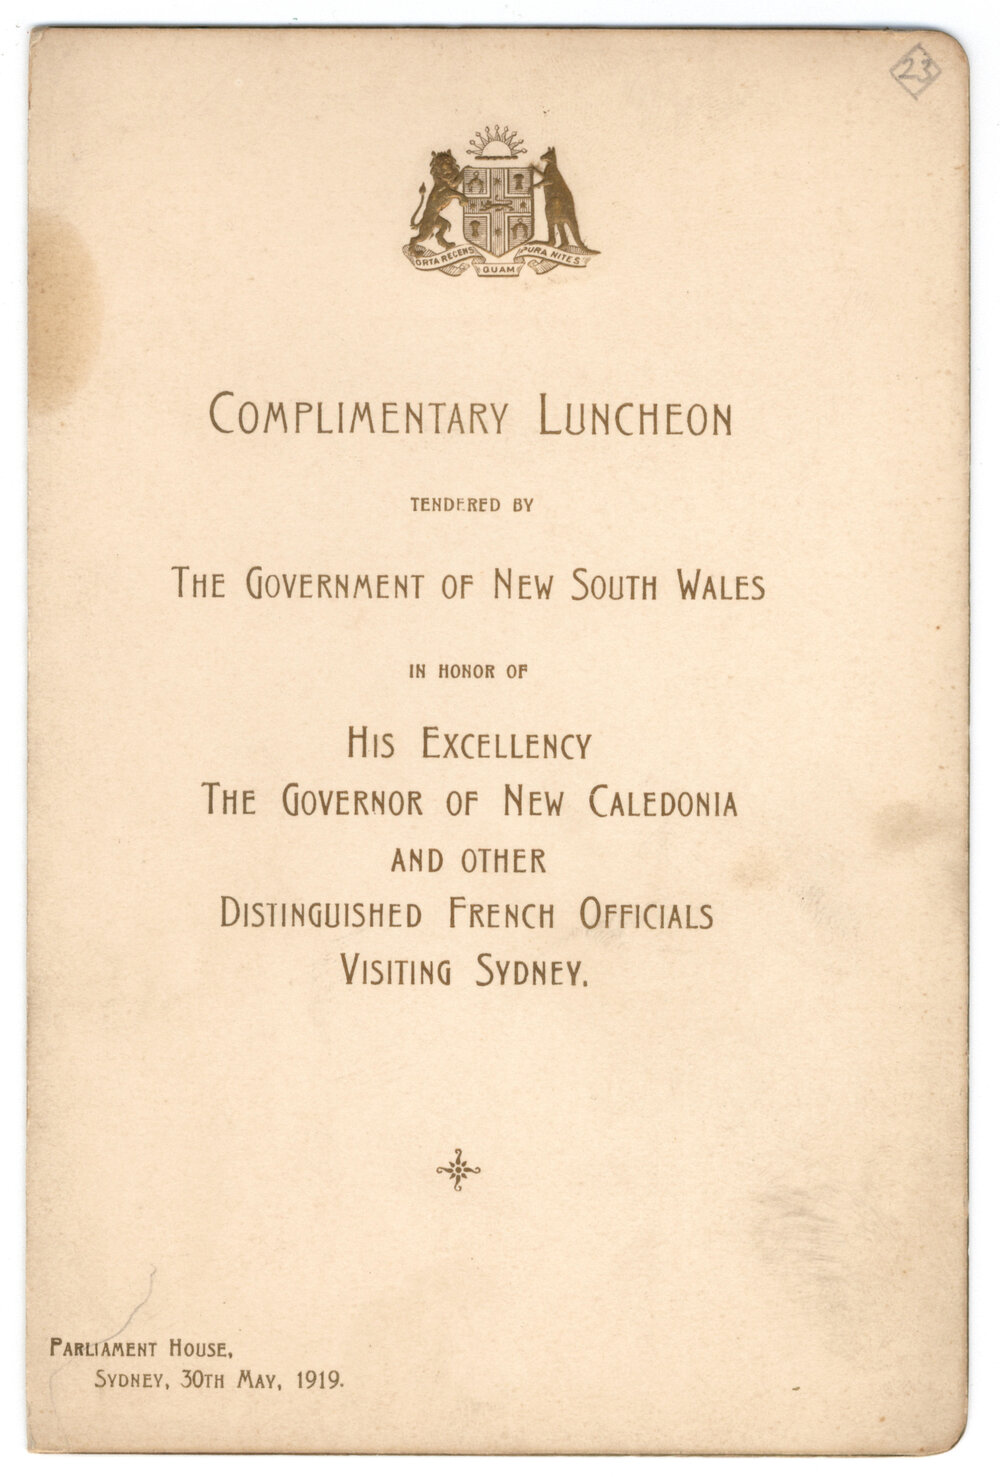 23
ORTA RECENS QUAM PURA NITES
COMPLIMENTARY LUNCHEON
TENDERED BY
THE GOVERNMENT OF NEW SOUTH WALES
IN HONOR OF
HIS EXCELLENCY
THE GOVERNOR OF NEW CALEDONIA
AND OTHER
DISTINGUISHED FRENCH OFFICIALS
VISITING SYDNEY.
PARLIAMENT HOUSE,
SYDNEY, 30TH MAY, 1919.